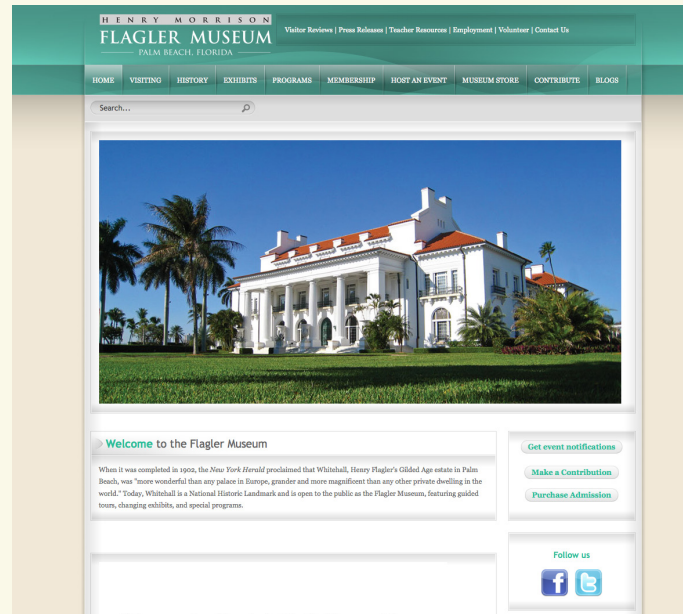 HENRY MORRISON
FLAGLER MUSEUM
PALM BEACH, FLORIDA
Visitor Reviews | Press Releases | Teacher Resources | Employment | Volunteer | Contact Us
HOME VISITING HISTORY EXHIBITS PROGRAMS MEMBERSHIP HOST AN EVENT MUSEUM STORE CONTRIBUTE BLOGS
Search...
Welcome to the Flagler Museum
When it was completed in 1902, the New York Herald proclaimed that Whitehall, Henry Flagler's Gilded Age estate in Palm
Beach, was "more wonderful than any palace in Europe, grander and more magnificent than any other private dwelling in the
world." Today, Whitehall is a National Historic Landmark and is open to the public as the Flagler Museum, featuring guided
tours, changing exhibits, and special programs.
Get event notifications
Make a Contribution
Purchase Admission
Follow us